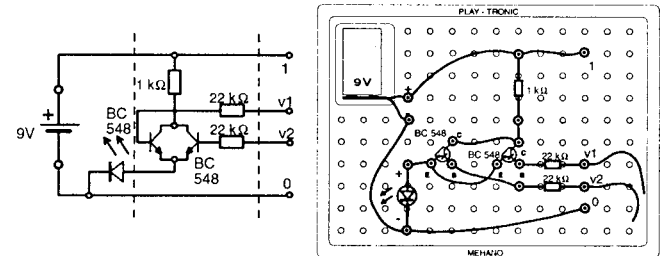 1
1 kΩ
22 kΩ
v1
BC
548
22 kΩ
v2
+
9V
BC
548
0
PLAY - TRONIC
9V
+
-
1
1 kΩ
BC 548
C
BC 548
C
22 kΩ
v1
+
E
B
E
B
22 kΩ
v2
0
-
MEHANO